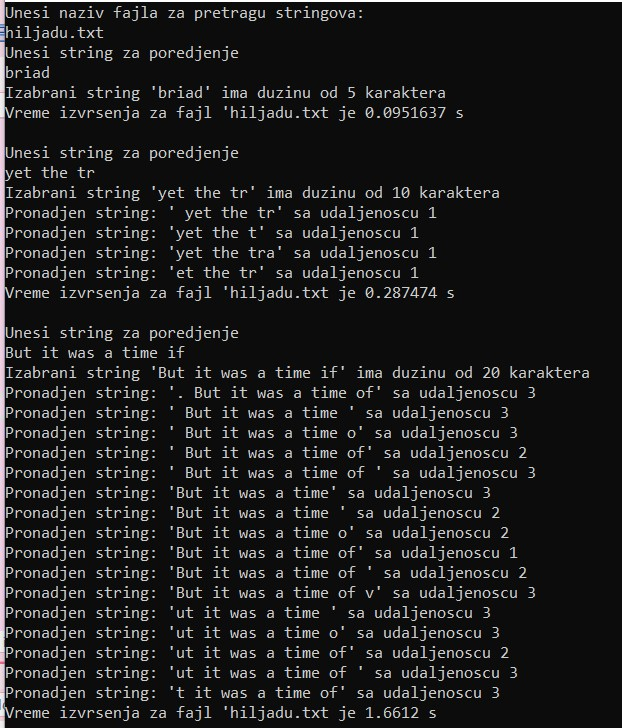 Unesi naziv fajla za pretragu stringova:
hiljadu.txt
Unesi string za poredjenje
briad
Izabrani string 'briad' ima duzinu od 5 karaktera
Vreme izvrsenja za fajl 'hiljadu.txt je 0.0951637 s
Unesi string za poredjenje
yet the tr
Izabrani string 'yet the tr' ima duzinu od 10 karaktera
Pronadjen string: ' yet the tr' sa udaljenoscu 1
Pronadjen string: 'yet the t' sa udaljenoscu 1
Pronadjen string: 'yet the tra' sa udaljenoscu 1
Pronadjen string: 'et the tr' sa udaljenoscu 1
Vreme izvrsenja za fajl 'hiljadu.txt je 0.287474 s
Unesi string za poredjenje
But it was a time if
Izabrani string 'But it was a time if' ima duzinu od 20 karaktera
Pronadjen string: '. But it was a time of' sa udaljenoscu 3
Pronadjen string: ' But it was a time ' sa udaljenoscu 3
Pronadjen string: ' But it was a time o' sa udaljenoscu 3
Pronadjen string: ' But it was a time of' sa udaljenoscu 2
Pronadjen string: ' But it was a time of ' sa udaljenoscu 3
Pronadjen string: 'But it was a time' sa udaljenoscu 3
Pronadjen string: 'But it was a time ' sa udaljenoscu 2
Pronadjen string: 'But it was a time o' sa udaljenoscu 2
Pronadjen string: 'But it was a time of' sa udaljenoscu 1
Pronadjen string: 'But it was a time of ' sa udaljenoscu 2
Pronadjen string: 'But it was a time of v' sa udaljenoscu 3
Pronadjen string: 'ut it was a time ' sa udaljenoscu 3
Pronadjen string: 'ut it was a time o' sa udaljenoscu 3
Pronadjen string: 'ut it was a time of' sa udaljenoscu 2
Pronadjen string: 'ut it was a time of ' sa udaljenoscu 3
Pronadjen string: 't it was a time of' sa udaljenoscu 3
Vreme izvrsenja za fajl 'hiljadu.txt je 1.6612 s